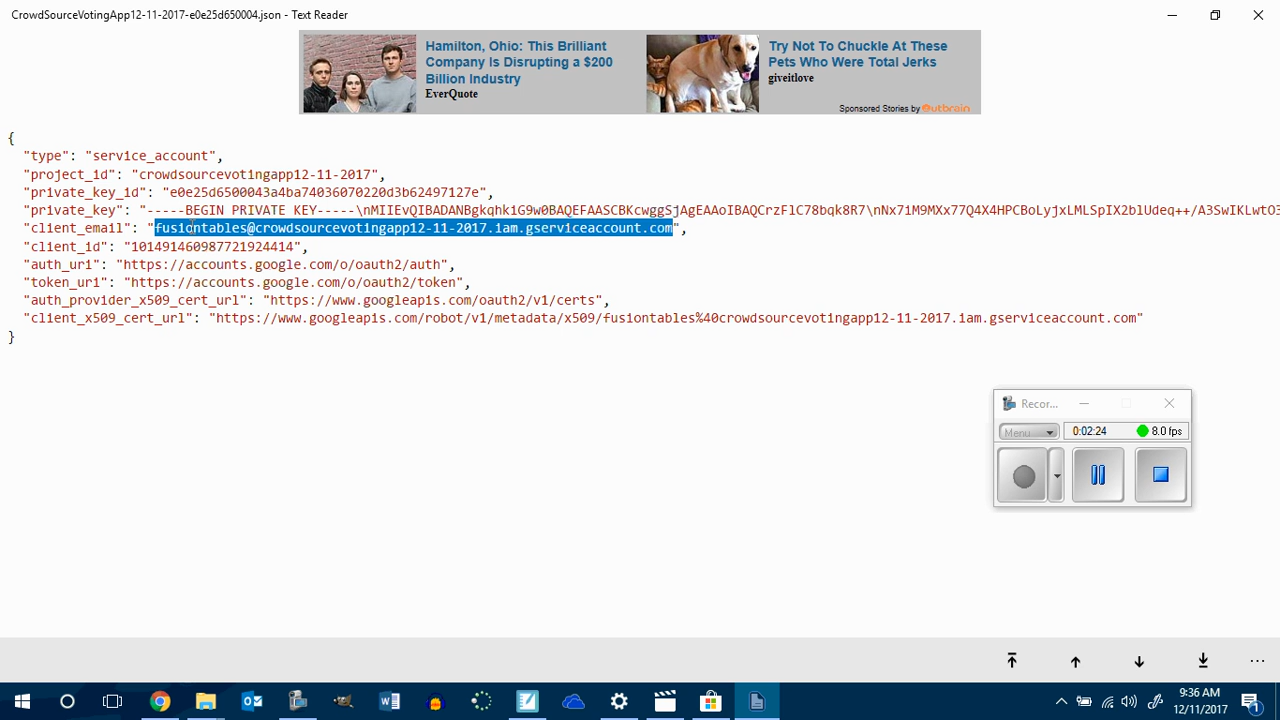 CrowdSourceVotingApp12-11-2017-e0e25d650004.json - Text Reader
Hamilton, Ohio: This Brilliant
Company Is Disrupting a $200
Billion Industry
EverQuote
Try Not To Chuckle At These
Pets Who Were Total Jerks
giveitlove
Sponsored Stories by Outbrain
{
"type": "service_account",
"project_id": "crowdsourcevotingapp12-11-2017",
"private_key_id": "e0e25d6500043a4ba74036070220d3b62497127e",
"private_key": "-----BEGIN PRIVATE KEY-----\nMIIEvQIBADANBgkqhkiG9w0BAQEFAASCBKcwggSjAgEAAoIBAQCrzFlC78bqk8R7\nNx7iM9MXx77Q4X4HPCBoLyjxLMLSpIX2blUdeq++/A3SwIKLwtO3
"client_email": "fusiontables@crowdsourcevotingapp12-11-2017.iam.gserviceaccount.com",
"client_id": "101491460987721924414",
"auth_uri": "https://accounts.google.com/o/oauth2/auth",
"token_uri": "https://accounts.google.com/o/oauth2/token",
"auth_provider_x509_cert_url": "https://www.googleapis.com/oauth2/v1/certs",
"client_x509_cert_url": "https://www.googleapis.com/robot/v1/metadata/x509/fusiontables%40crowdsourcevotingapp12-11-2017.iam.gserviceaccount.com"
}
Recor...
Menu
0:02:24
8.0 fps
9:36 AM
12/11/2017
1